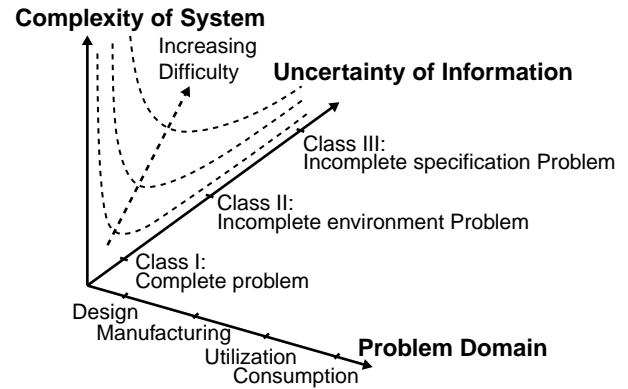 Complexity of System
Increasing
Difficulty
Uncertainty of Information
Class III:
Incomplete specification Problem
Class II:
Incomplete environment Problem
Class I:
Complete problem
Design
Manufacturing
Utilization
Consumption
Problem Domain